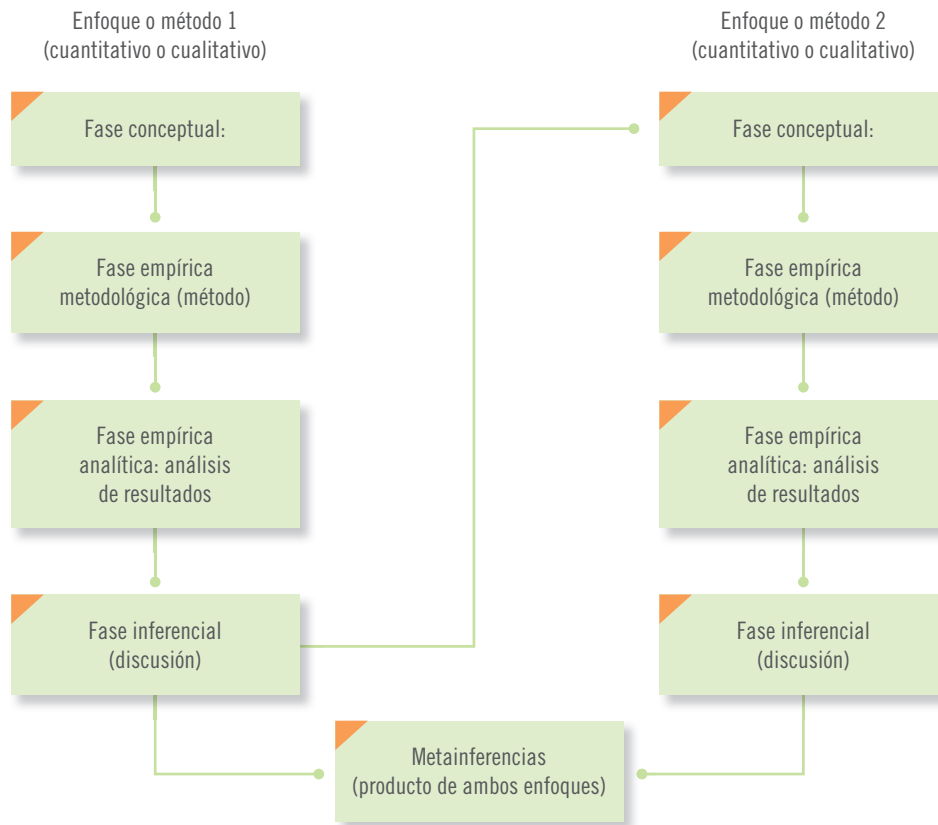 Enfoque o método 1
(cuantitativo o cualitativo)
Fase conceptual:
Fase empírica
metodológica (método)
Fase empírica
analítica: análisis
de resultados
Fase inferencial
(discusión)
Enfoque o método 2
(cuantitativo o cualitativo)
Fase conceptual:
Fase empírica
metodológica (método)
Fase empírica
analítica: análisis
de resultados
Fase inferencial
(discusión)
Metainferencias
(producto de ambos enfoques)